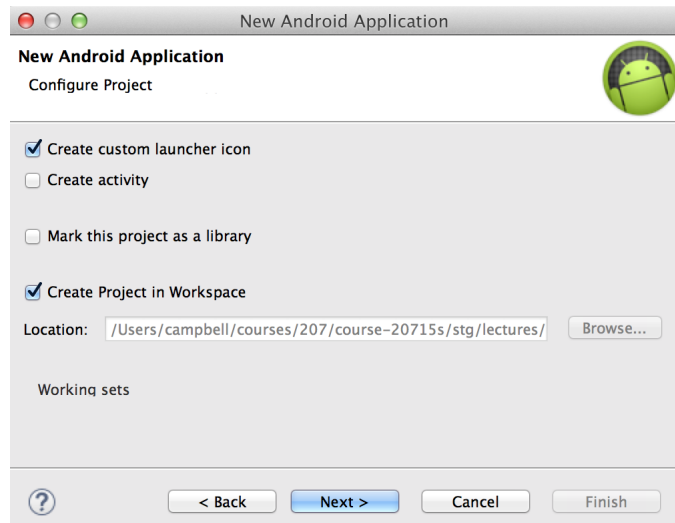 New Android Application
New Android Application
Configure Project
Create custom launcher icon
Create activity
Mark this project as a library
Create Project in Workspace
Location: /Users/campbell/courses/207/course-20715s/stg/lectures/ Browse...
Working sets
? < Back Next > Cancel Finish